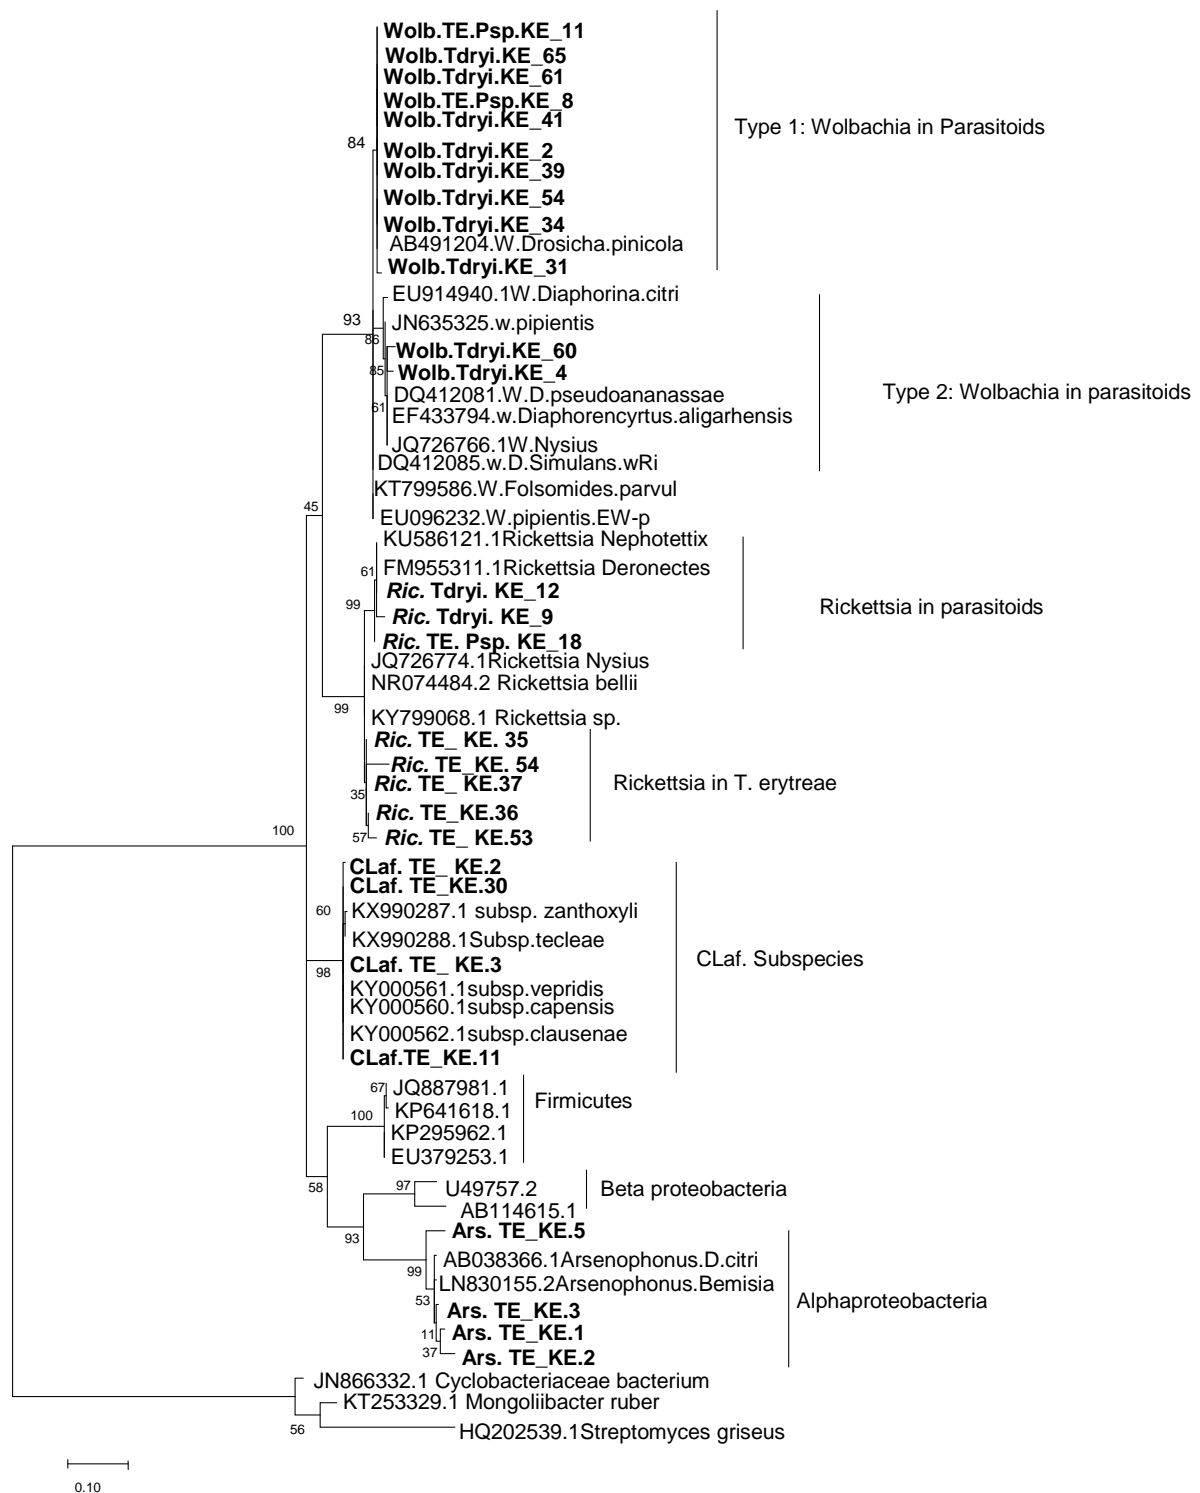 Wolb.TE.Psp.KE_11
Wolb.Tdryi.KE_65
Wolb.Tdryi.KE_61
Wolb.TE.Psp.KE_8
Wolb.Tdryi.KE_41
Type 1: Wolbachia in Parasitoids
84
Wolb.Tdryi.KE_2
Wolb.Tdryi.KE_39
Wolb.Tdryi.KE_54
Wolb.Tdryi.KE_34
AB491204.W.Drosicha.pinicola
Wolb.Tdryi.KE_31
EU914940.1W.Diaphorina.citri
93
JN635325.w.pipientis
86
Wolb.Tdryi.KE_60
85
Wolb.Tdryi.KE_4
DQ412081.W.D.pseudoananassae
Type 2: Wolbachia in parasitoids
61
EF433794.w.Diaphorencyrtus.aligarhensis
JQ726766.1W.Nysius
DQ412085.w.D.Simulans.wRi
KT799586.W.Folsomides.parvul
45
EU096232.W.pipientis.EW-p
KU586121.1Rickettsia Nephotettix
61
FM955311.1Rickettsia Deronectes
Ric. Tdryi. KE_12
99
Ric. Tdryi. KE_9
Rickettsia in parasitoids
Ric. TE. Psp. KE_18
JQ726774.1Rickettsia Nysius
NR074484.2 Rickettsia bellii
99
KY799068.1 Rickettsia sp.
Ric. TE_ KE. 35
Ric. TE_KE. 54
Ric. TE_ KE.37
Rickettsia in T. erytreae
35
Ric. TE_KE.36
57
Ric. TE_ KE.53
100
CLaf. TE_ KE.2
CLaf. TE_KE.30
60
KX990287.1 subsp. zanthoxyli
KX990288.1Subsp.tecleae
CLaf. TE_ KE.3
CLaf. Subspecies
98
KY000561.1subsp.vepridis
KY000560.1subsp.capensis
KY000562.1subsp.clausenae
CLaf.TE_KE.11
67
JQ887981.1
KP641618.1
Firmicutes
100
KP295962.1
EU379253.1
58
97
U49757.2
Beta proteobacteria
AB114615.1
93
Ars. TE_KE.5
AB038366.1Arsenophonus.D.citri
99
LN830155.2Arsenophonus.Bemisia
53
Alphaproteobacteria
Ars. TE_KE.3
11
Ars. TE_KE.1
37
Ars. TE_KE.2
JN866332.1 Cyclobacteriaceae bacterium
KT253329.1 Mongoliibacter ruber
56
HQ202539.1Streptomyces griseus
0.10